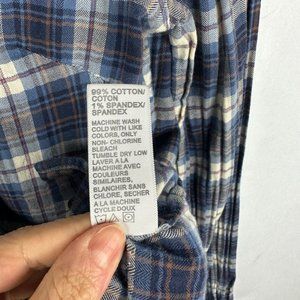 99% COTTON/
COTON
1% SPANDEX/
SPANDEX
MACHINE WASH
COLD WITH LIKE
COLORS, ONLY
NON- CHLORINE
BLEACH
TUMBLE DRY LOW
LAVER A LA
MACHINE AVEC
COULEURS
SIMILAIRES,
BLANCHIR SANS
CHLORE, SECHER
A LA MACHINE
CYCLE DOUX